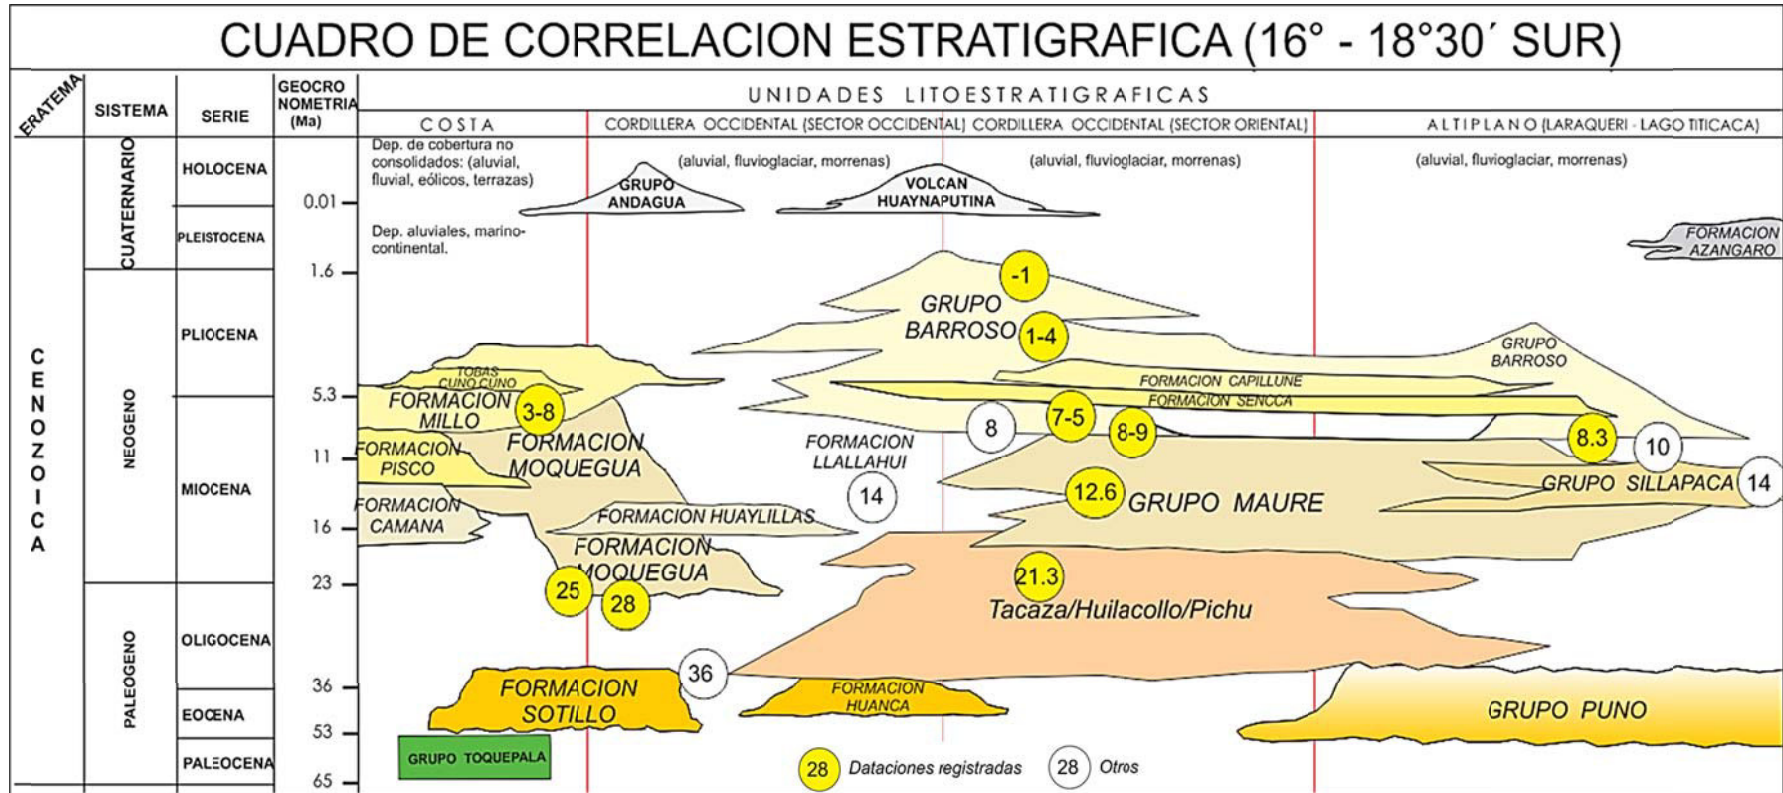 CUADRO DE CORRELACION ESTRATIGRAFICA (16° - 18°30´ SUR)
ERATEMA
SISTEMA
SERIE
GEOCRO
NOMETRIA
(Ma)
UNIDADES LITOESTRATIGRAFICAS
COSTA
CORDILLERA OCCIDENTAL (SECTOR OCCIDENTAL)
CORDILLERA OCCIDENTAL (SECTOR ORIENTAL)
ALTIPLANO (LARAQUERI - LAGO TITICACA)
CENOZOICA
CUATERNARIO
NEOGENO
PALEOGENO
HOLOCENA
PLEISTOCENA
PLIOCENA
MIOCENA
OLIGOCENA
EOCENA
PALEOCENA
0.01
1.6
5.3
11
16
23
36
53
65
Dep. de cobertura no
consolidados: (aluvial,
fluvial, eólicos, terrazas)
(aluvial, fluvioglaciar, morrenas)
(aluvial, fluvioglaciar, morrenas)
(aluvial, fluvioglaciar, morrenas)
GRUPO
ANDAGUA
VOLCAN
HUAYNAPUTINA
Dep. aluviales, marino-
continental.
FORMACION
AZANGARO
-1
GRUPO
BARROSO
1-4
GRUPO
BARROSO
TOBAS
CUNO CUNO
FORMACION CAPILLUNE
FORMACION SENCCA
FORMACION
MILLO
3-8
8
7-5
8-9
8.3
10
FORMACION
MOQUEGUA
FORMACION
LLALLAHUI
FORMACION
PISCO
14
12.6
GRUPO MAURE
GRUPO SILLAPACA
14
FORMACION
CAMANA
FORMACION HUAYLILLAS
FORMACION
MOQUEGUA
25
28
21.3
Tacaza/Huilacollo/Pichu
36
FORMACION
SOTILLO
FORMACION
HUANCA
GRUPO PUNO
GRUPO TOQUEPALA
28 Dataciones registradas
28 Otros